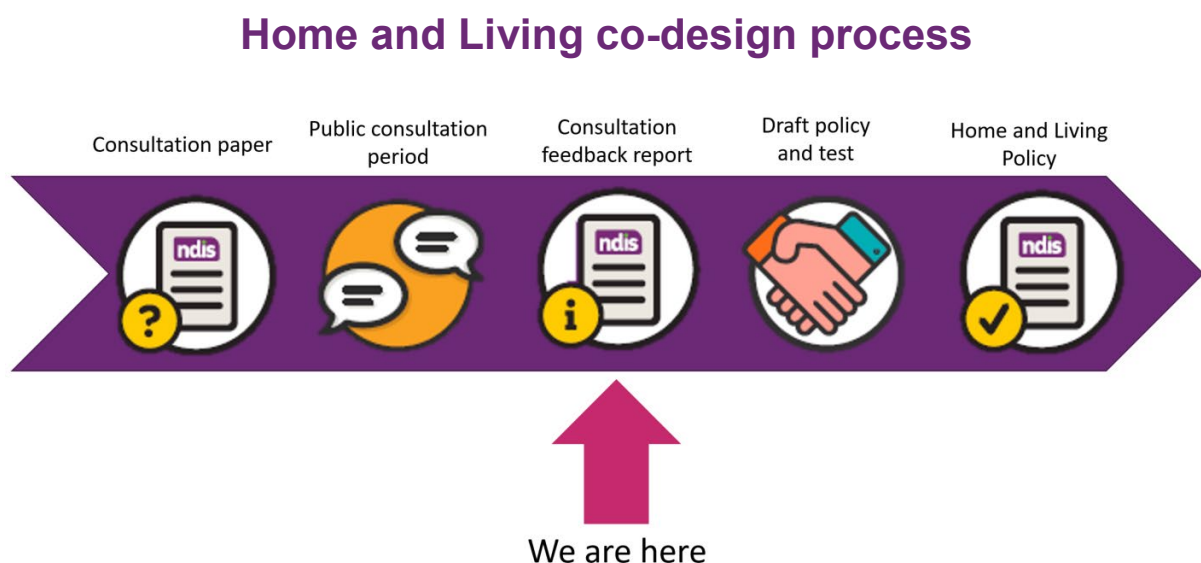 Home and Living co-design process
Consultation paper
Public consultation
period
Consultation
feedback report
Draft policy
and test
Home and Living
Policy
ndis
?
ndis
i
ndis
We are here